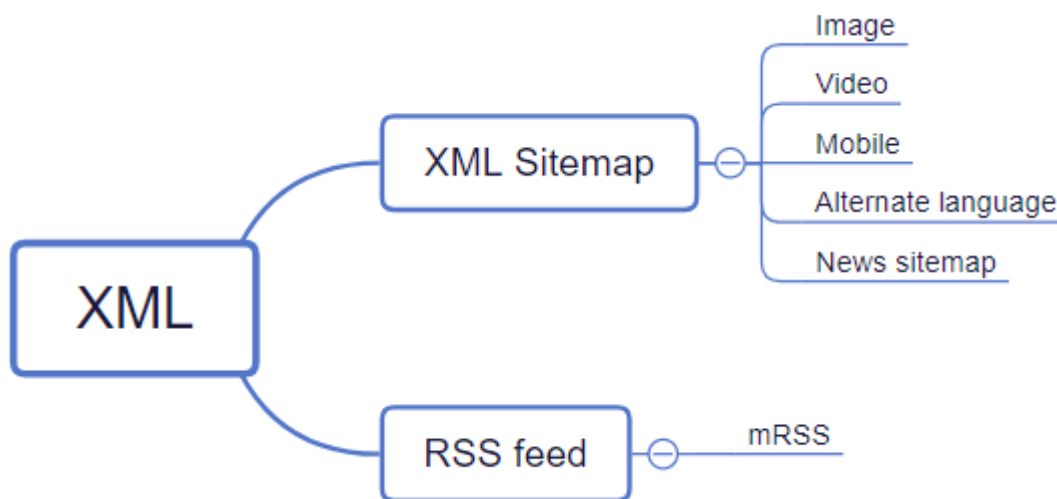 XML
XML Sitemap
Image
Video
Mobile
Alternate language
News sitemap
RSS feed
mRSS